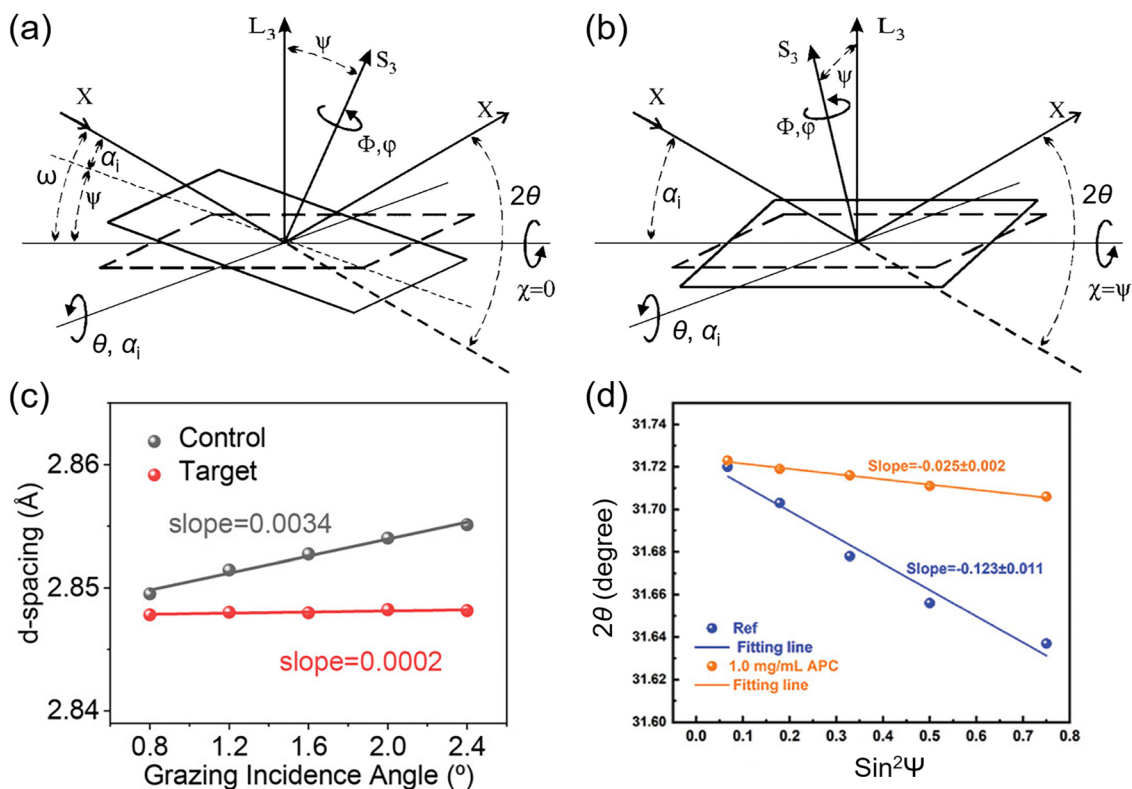 (a)
L₃
ψ
S₃
X
X
Φ,φ
αᵢ
ω
ψ
2θ
χ=0
θ, αᵢ
(b)
L₃
S₃
ψ
X
X
Φ,φ
αᵢ
2θ
χ=ψ
θ, αᵢ
(c)
Control
Target
slope=0.0034
slope=0.0002
2.86
2.85
2.84
d-spacing (Å)
0.8 1.2 1.6 2.0 2.4
Grazing Incidence Angle (º)
(d)
31.74
31.72
31.70
31.68
31.66
31.64
31.62
31.60
2θ (degree)
Slope=-0.025±0.002
Slope=-0.123±0.011
Ref
Fitting line
1.0 mg/mL APC
Fitting line
0.0 0.1 0.2 0.3 0.4 0.5 0.6 0.7 0.8
Sin²Ψ